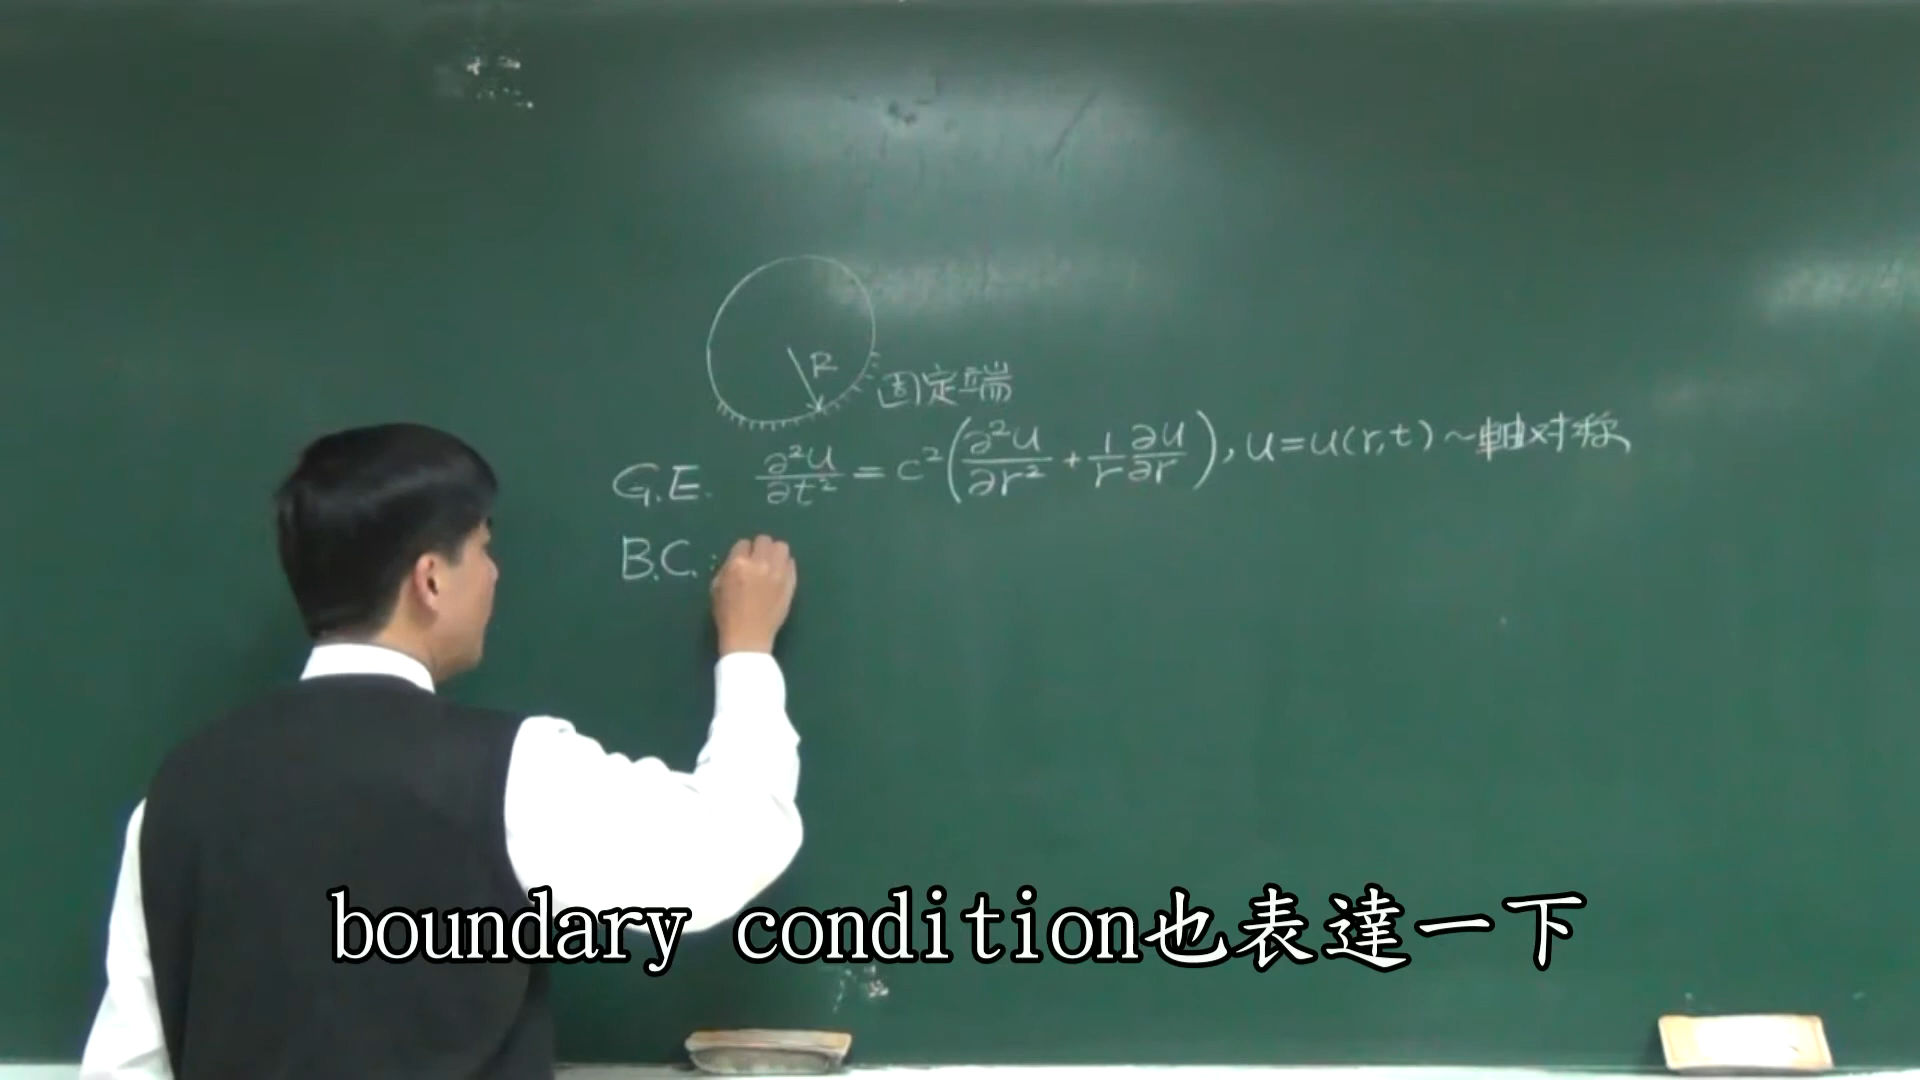 R
固定端
G.E. ∂²u/∂t² = c²(∂²u/∂r² + 1/r ∂u/∂r), u=u(r,t) ~軸对称
B.C. :
boundary condition也表達一下